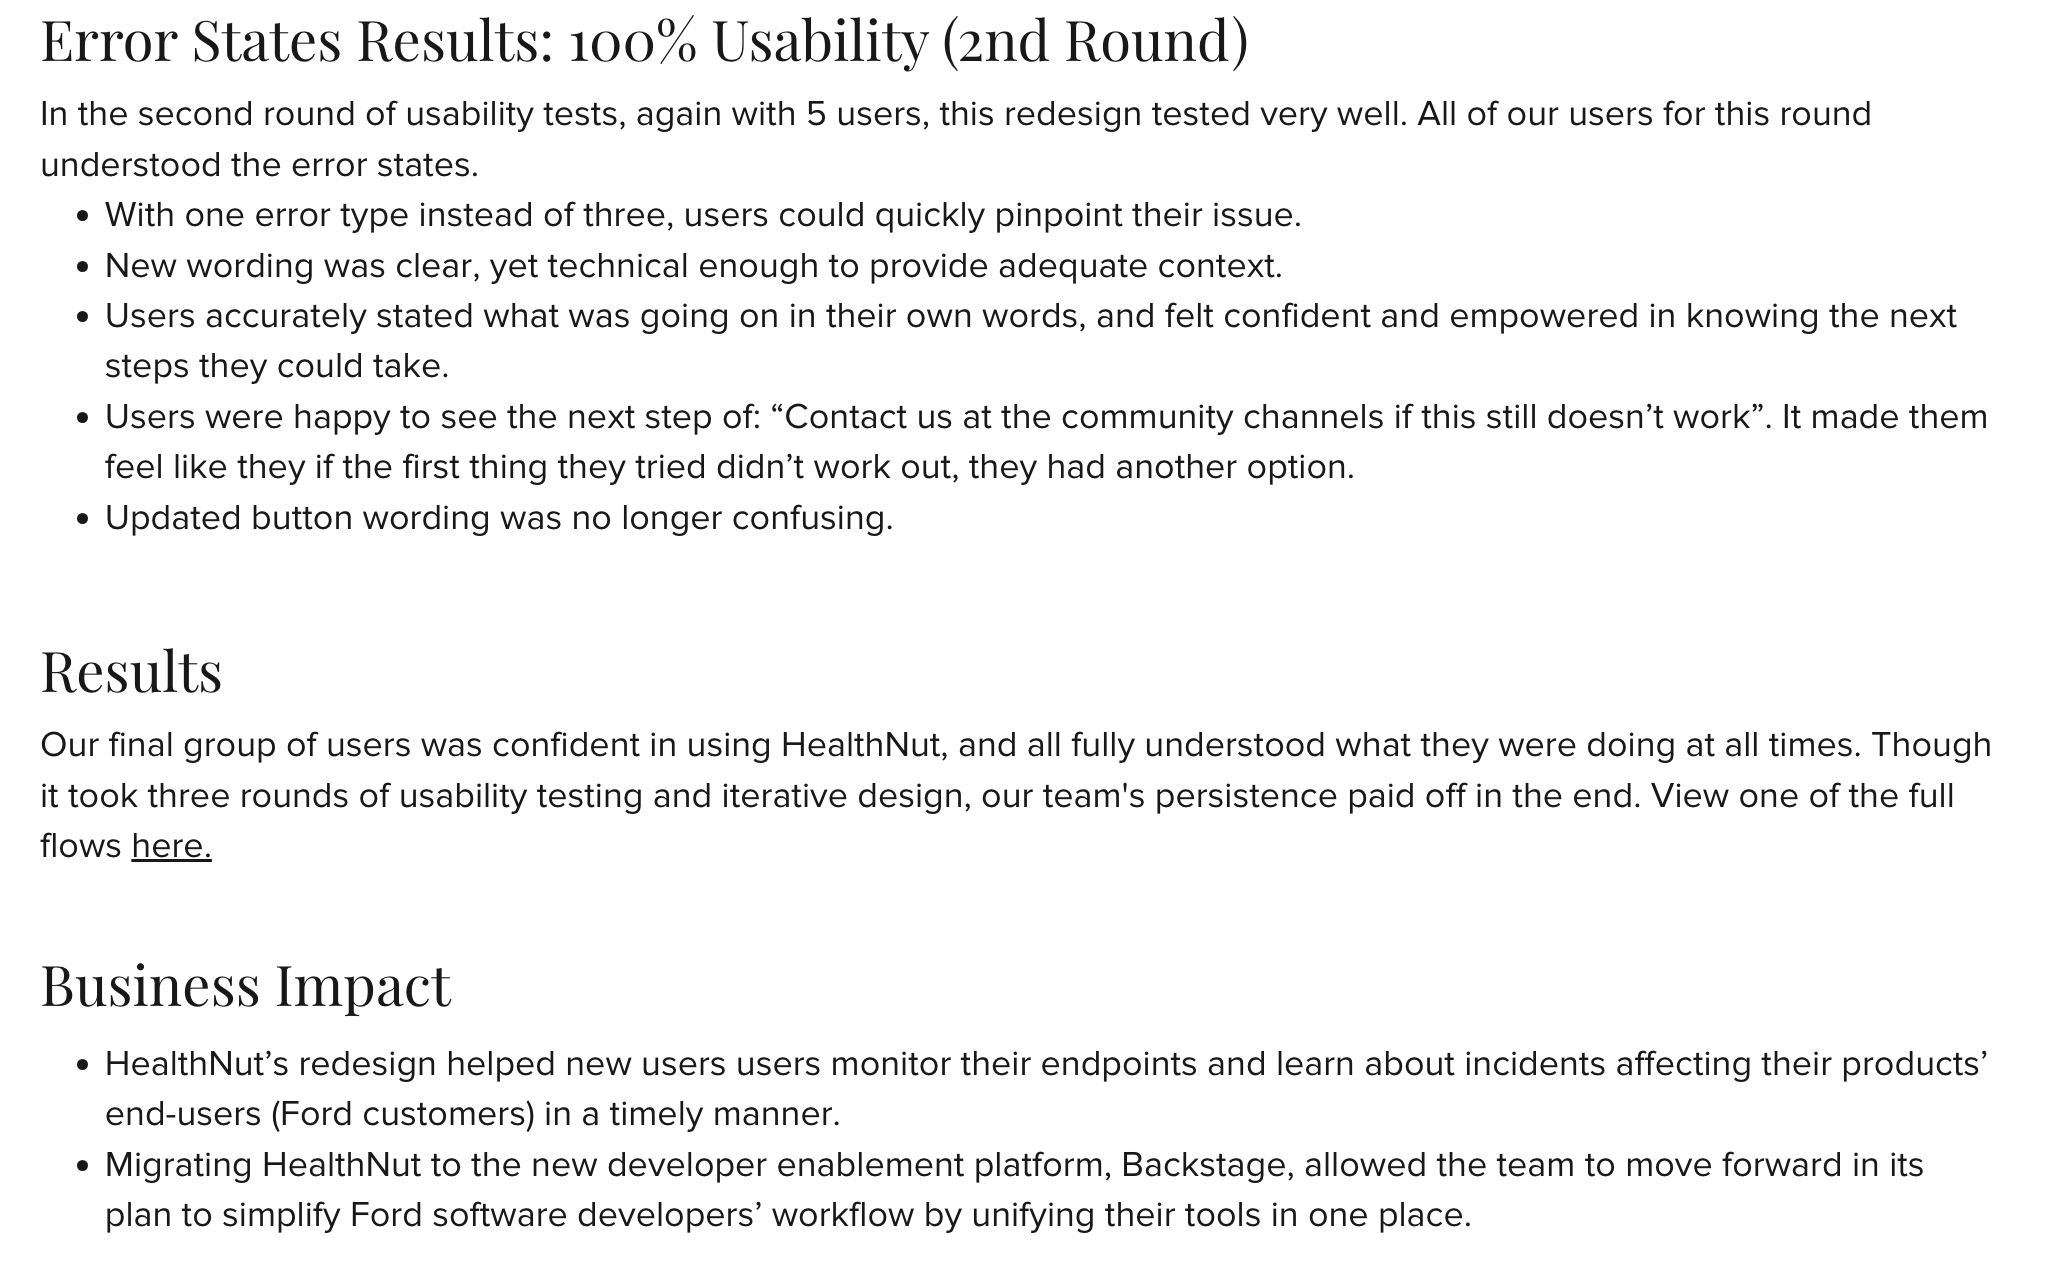 Error States Results: 100% Usability (2nd Round)
In the second round of usability tests, again with 5 users, this redesign tested very well. All of our users for this round
understood the error states.
• With one error type instead of three, users could quickly pinpoint their issue.
• New wording was clear, yet technical enough to provide adequate context.
• Users accurately stated what was going on in their own words, and felt confident and empowered in knowing the next
steps they could take.
• Users were happy to see the next step of: “Contact us at the community channels if this still doesn’t work”. It made them
feel like they if the first thing they tried didn’t work out, they had another option.
• Updated button wording was no longer confusing.
Results
Our final group of users was confident in using HealthNut, and all fully understood what they were doing at all times. Though
it took three rounds of usability testing and iterative design, our team's persistence paid off in the end. View one of the full
flows here.
Business Impact
• HealthNut’s redesign helped new users users monitor their endpoints and learn about incidents affecting their products’
end-users (Ford customers) in a timely manner.
• Migrating HealthNut to the new developer enablement platform, Backstage, allowed the team to move forward in its
plan to simplify Ford software developers’ workflow by unifying their tools in one place.